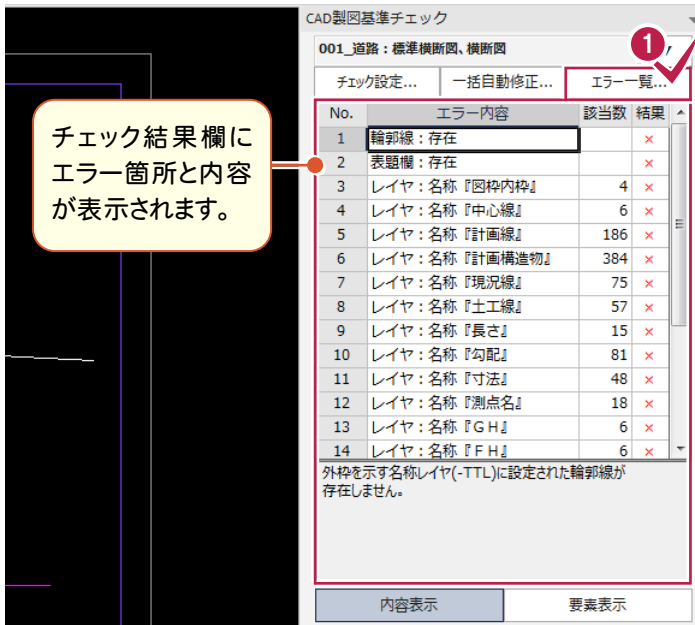 CAD製図基準チェック
001_道路：標準横断図、横断図
1
チェック設定... 一括自動修正... エラー一覧...
No. エラー内容 該当数 結果
1 輪郭線：存在 ×
2 表題欄：存在 ×
3 レイヤ：名称『図枠内枠』 4 ×
4 レイヤ：名称『中心線』 6 ×
5 レイヤ：名称『計画線』 186 ×
6 レイヤ：名称『計画構造物』 384 ×
7 レイヤ：名称『現況線』 75 ×
8 レイヤ：名称『土工線』 57 ×
9 レイヤ：名称『長さ』 15 ×
10 レイヤ：名称『勾配』 81 ×
11 レイヤ：名称『寸法』 48 ×
12 レイヤ：名称『測点名』 18 ×
13 レイヤ：名称『ＧＨ』 6 ×
14 レイヤ：名称『ＦＨ』 6 ×
外枠を示す名称レイヤ(-TTL)に設定された輪郭線が
存在しません。
内容表示 要素表示
チェック結果欄に
エラー箇所と内容
が表示されます。